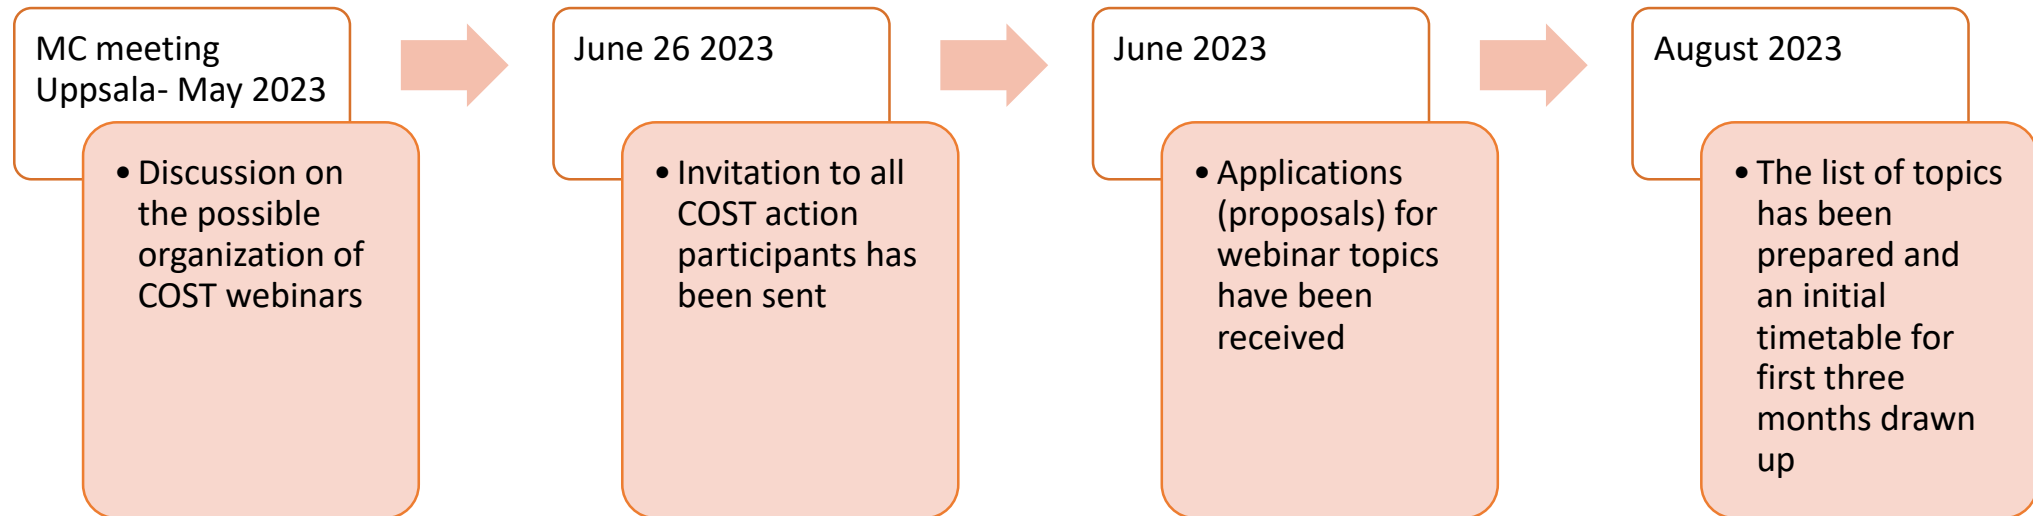 MC meeting
Uppsala- May 2023
• Discussion on
the possible
organization of
COST webinars
June 26 2023
• Invitation to all
COST action
participants has
been sent
June 2023
• Applications
(proposals) for
webinar topics
have been
received
August 2023
• The list of topics
has been
prepared and
an initial
timetable for
first three
months drawn
up